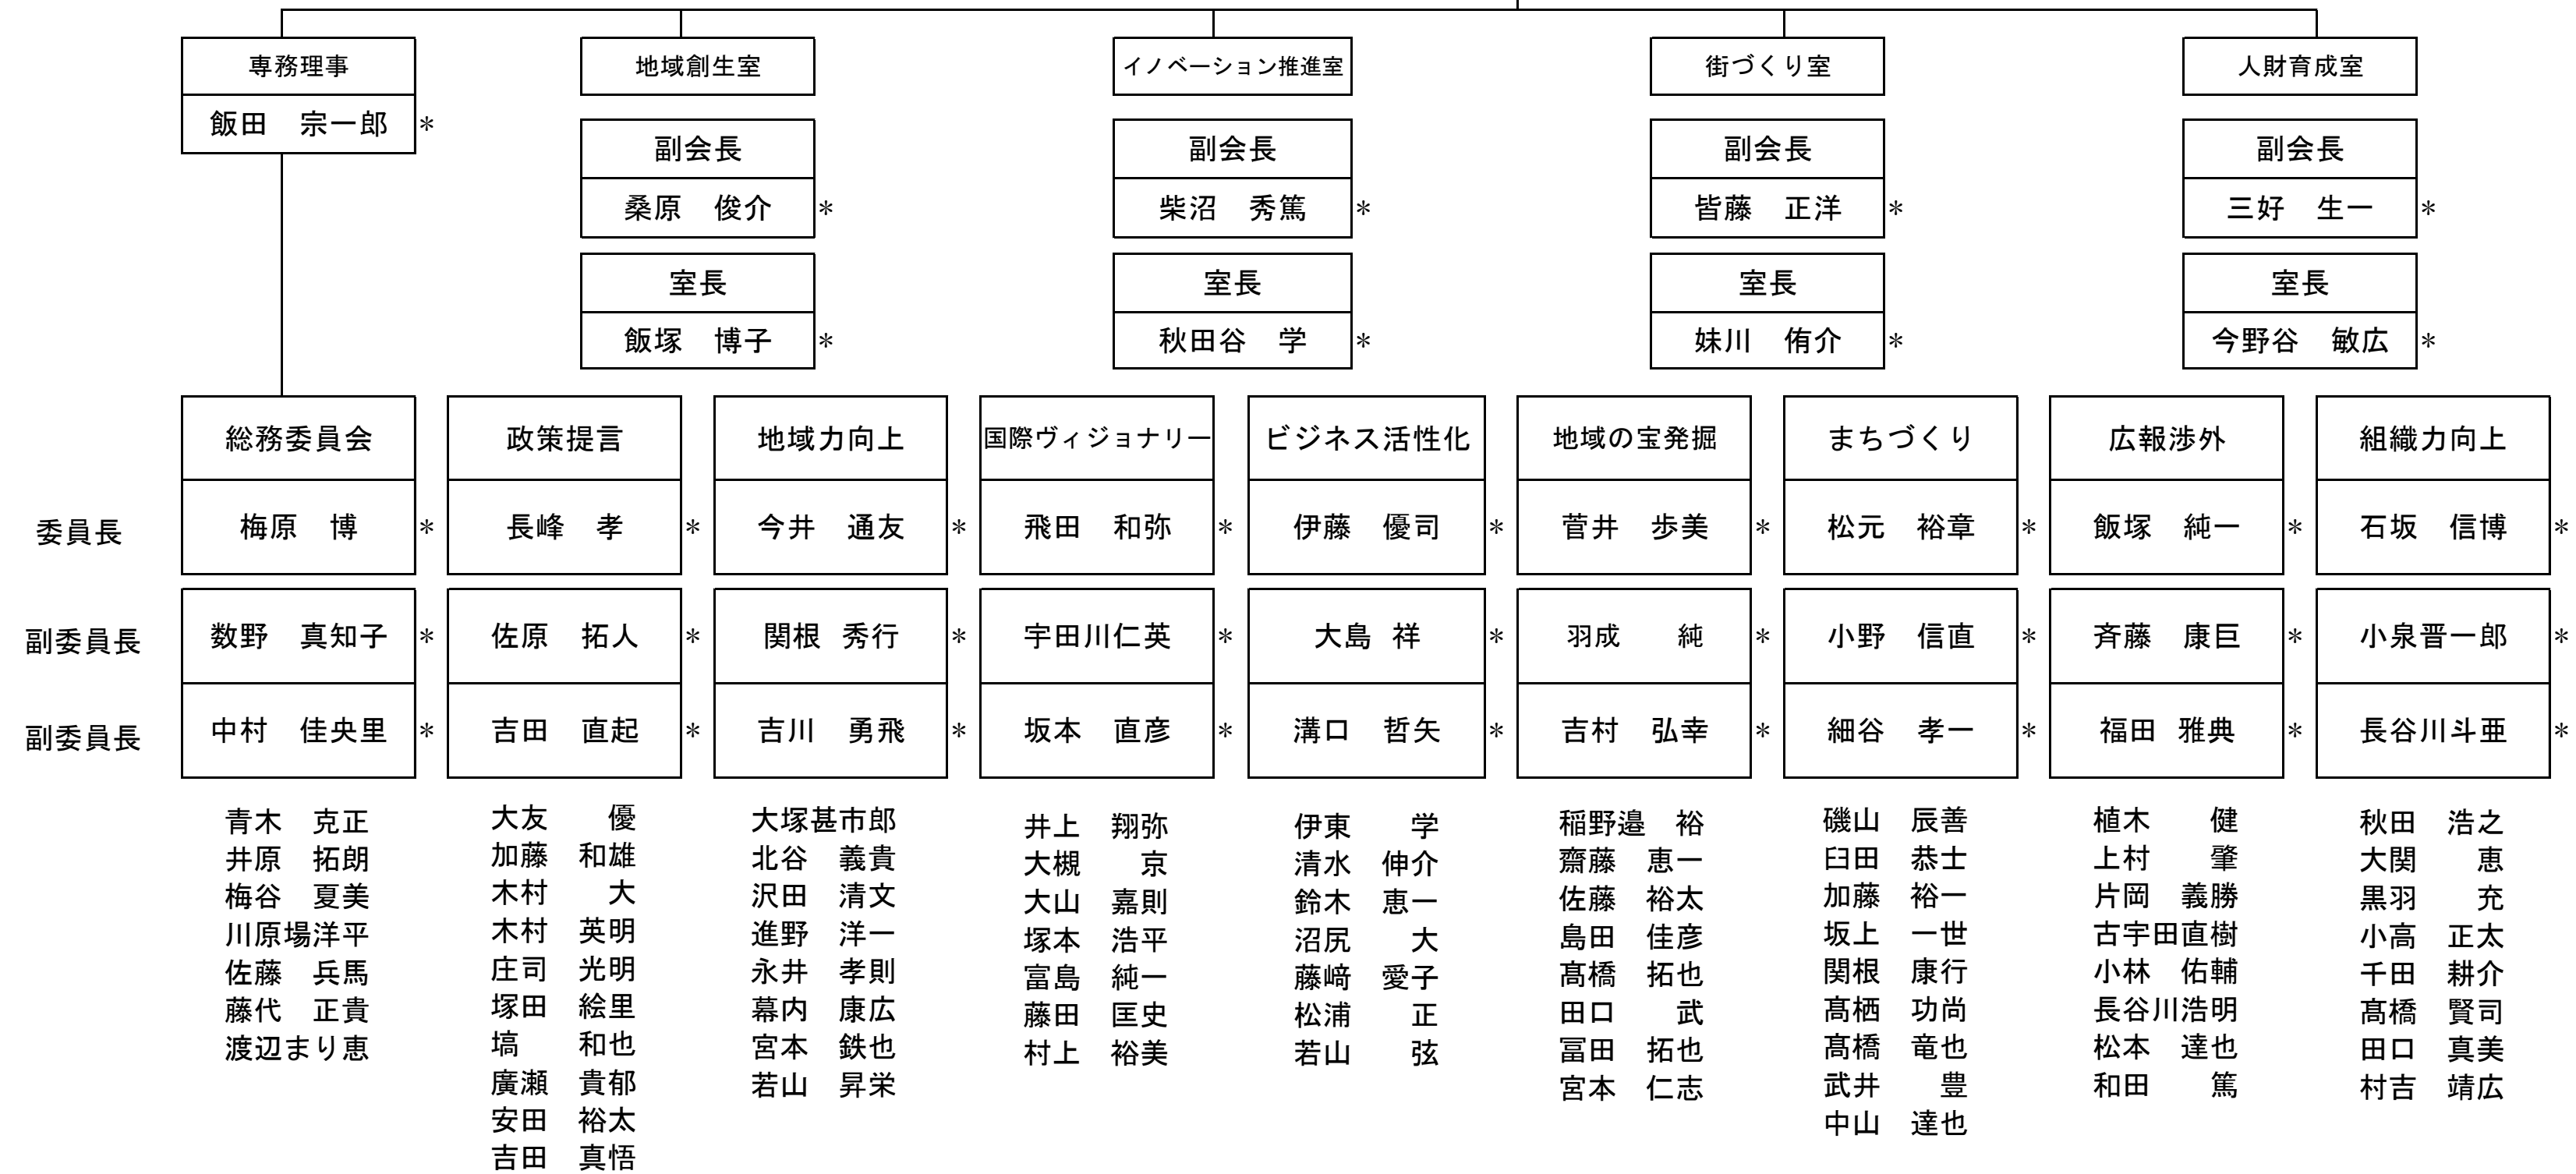 専務理事
飯田　宗一郎 *
地域創生室
副会長
桑原　俊介 *
室長
飯塚　博子 *
イノベーション推進室
副会長
柴沼　秀篤 *
室長
秋田谷　学 *
街づくり室
副会長
皆藤　正洋 *
室長
妹川　侑介 *
人財育成室
副会長
三好　生一 *
室長
今野谷　敏広 *
総務委員会 政策提言 地域力向上 国際ヴィジョナリー ビジネス活性化 地域の宝発掘 まちづくり 広報渉外 組織力向上
委員長 梅原　博 * 長峰　孝 * 今井　通友 * 飛田　和弥 * 伊藤　優司 * 菅井　歩美 * 松元　裕章 * 飯塚　純一 * 石坂　信博 *
副委員長 数野　真知子 * 佐原　拓人 * 関根 秀行 * 宇田川仁英 * 大島 祥 * 羽成　純 * 小野　信直 * 斉藤　康巨 * 小泉晋一郎 *
副委員長 中村　佳央里 * 吉田　直起 * 吉川　勇飛 * 坂本　直彦 * 溝口　哲矢 * 吉村　弘幸 * 細谷　孝一 * 福田 雅典 * 長谷川斗亜 *
青木　克正
井原　拓朗
梅谷　夏美
川原場洋平
佐藤　兵馬
藤代　正貴
渡辺まり恵
大友　　優
加藤　和雄
木村　　大
木村　英明
庄司　光明
塚田　絵里
塙　　和也
廣瀬　貴郁
安田　裕太
吉田　真悟
大塚甚市郎
北谷　義貴
沢田　清文
進野　洋一
永井　孝則
幕内　康広
宮本　鉄也
若山　昇栄
井上　翔弥
大槻　　京
大山　嘉則
塚本　浩平
富島　純一
藤田　匡史
村上　裕美
伊東　　学
清水　伸介
鈴木　恵一
沼尻　　大
藤﨑　愛子
松浦　　正
若山　　弦
稲野邉　裕
齋藤　恵一
佐藤　裕太
島田　佳彦
髙橋　拓也
田口　　武
冨田　拓也
宮本　仁志
磯山　辰善
臼田　恭士
加藤　裕一
坂上　一世
関根　康行
髙栖　功尚
髙橋　竜也
武井　　豊
中山　達也
植木　　健
上村　　肇
片岡　義勝
古宇田直樹
小林　佑輔
長谷川浩明
松本　達也
和田　　篤
秋田　浩之
大関　　恵
黒羽　　充
小高　正太
千田　耕介
髙橋　賢司
田口　真美
村吉　靖広